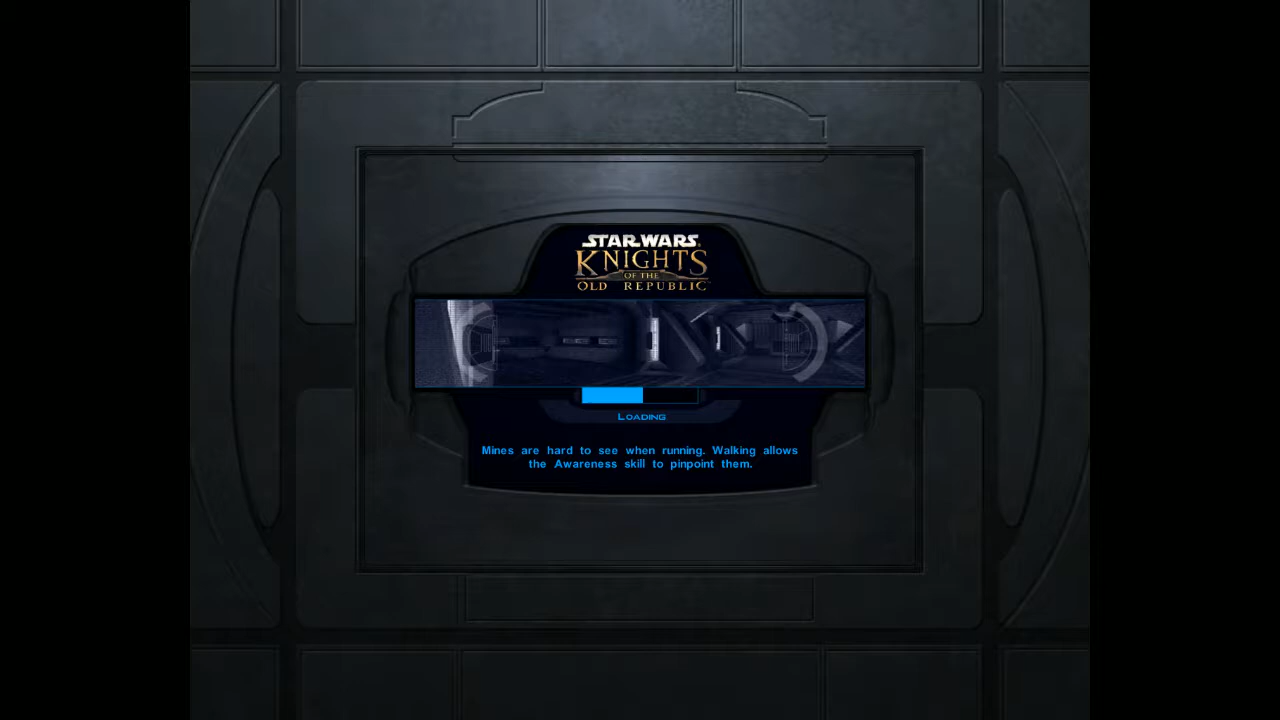 STAR WARS
KNIGHTS
OF THE
OLD REPUBLIC
LOADING
Mines are hard to see when running. Walking allows
the Awareness skill to pinpoint them.